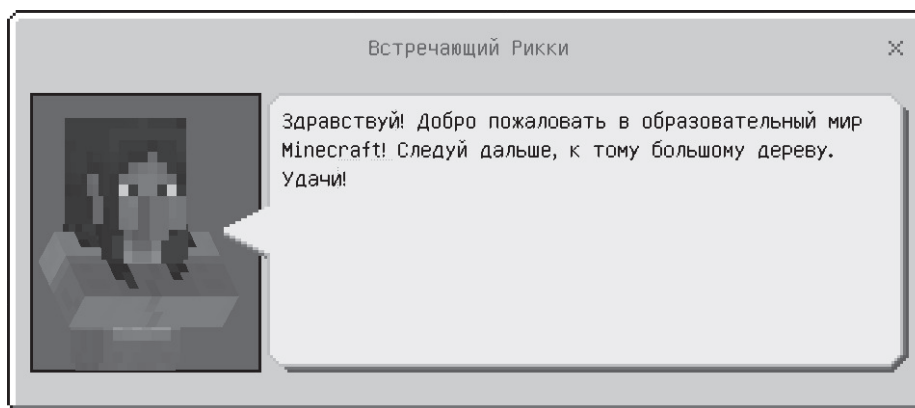 Встречающий Рикки
Здравствуй! Добро пожаловать в образовательный мир
Minecraft! Следуй дальше, к тому большому дереву.
Удачи!